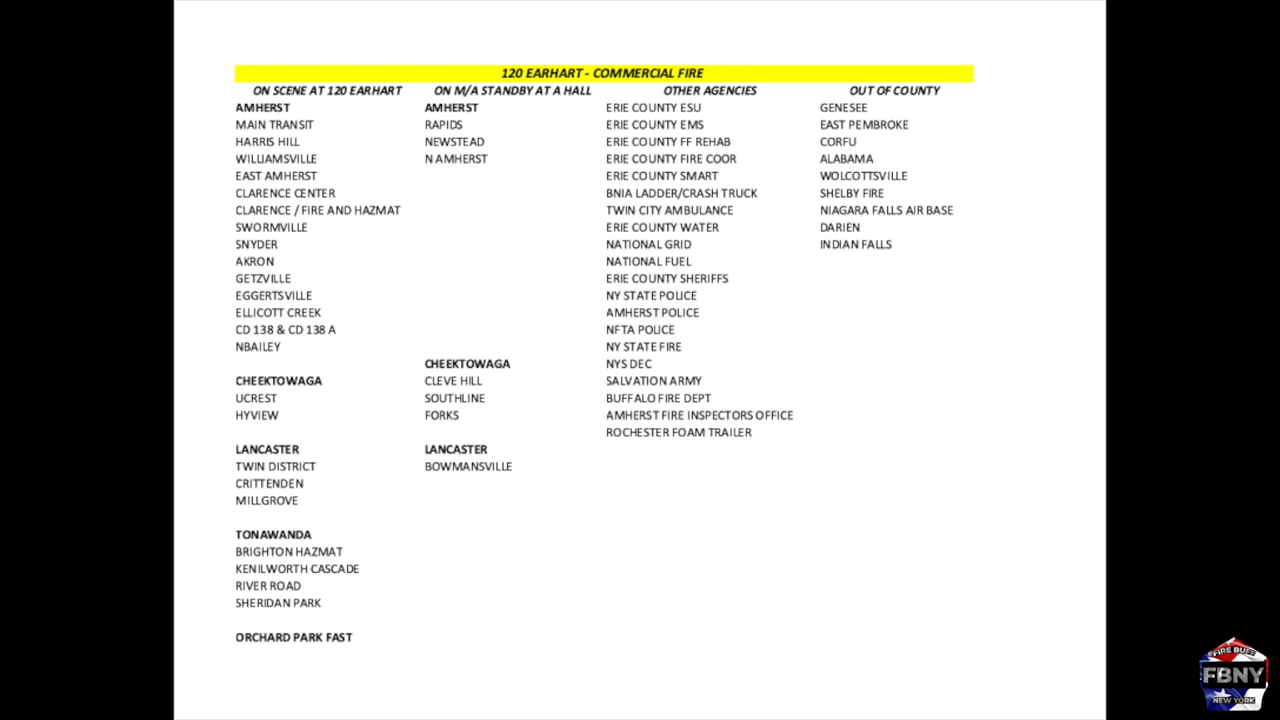 120 EARHART - COMMERCIAL FIRE
ON SCENE AT 120 EARHART ON M/A STANDBY AT A HALL OTHER AGENCIES OUT OF COUNTY
AMHERST AMHERST ERIE COUNTY ESU GENESEE
MAIN TRANSIT RAPIDS ERIE COUNTY EMS EAST PEMBROKE
HARRIS HILL NEWSTEAD ERIE COUNTY FF REHAB CORFU
WILLIAMSVILLE N AMHERST ERIE COUNTY FIRE COOR ALABAMA
EAST AMHERST ERIE COUNTY SMART WOLCOTTSVILLE
CLARENCE CENTER BNIA LADDER/CRASH TRUCK SHELBY FIRE
CLARENCE / FIRE AND HAZMAT TWIN CITY AMBULANCE NIAGARA FALLS AIR BASE
SWORMVILLE ERIE COUNTY WATER DARIEN
SNYDER NATIONAL GRID INDIAN FALLS
AKRON NATIONAL FUEL
GETZVILLE ERIE COUNTY SHERIFFS
EGGERTSVILLE NY STATE POLICE
ELLICOTT CREEK AMHERST POLICE
CD 138 & CD 138 A NFTA POLICE
NBAILEY NY STATE FIRE
CHEEKTOWAGA NYS DEC
CHEEKTOWAGA CLEVE HILL SALVATION ARMY
UCREST SOUTHLINE BUFFALO FIRE DEPT
HYVIEW FORKS AMHERST FIRE INSPECTORS OFFICE
ROCHESTER FOAM TRAILER
LANCASTER LANCASTER
TWIN DISTRICT BOWMANSVILLE
CRITTENDEN
MILLGROVE
TONAWANDA
BRIGHTON HAZMAT
KENILWORTH CASCADE
RIVER ROAD
SHERIDAN PARK
ORCHARD PARK FAST
FIRE BUFF
FBNY
NEW YORK